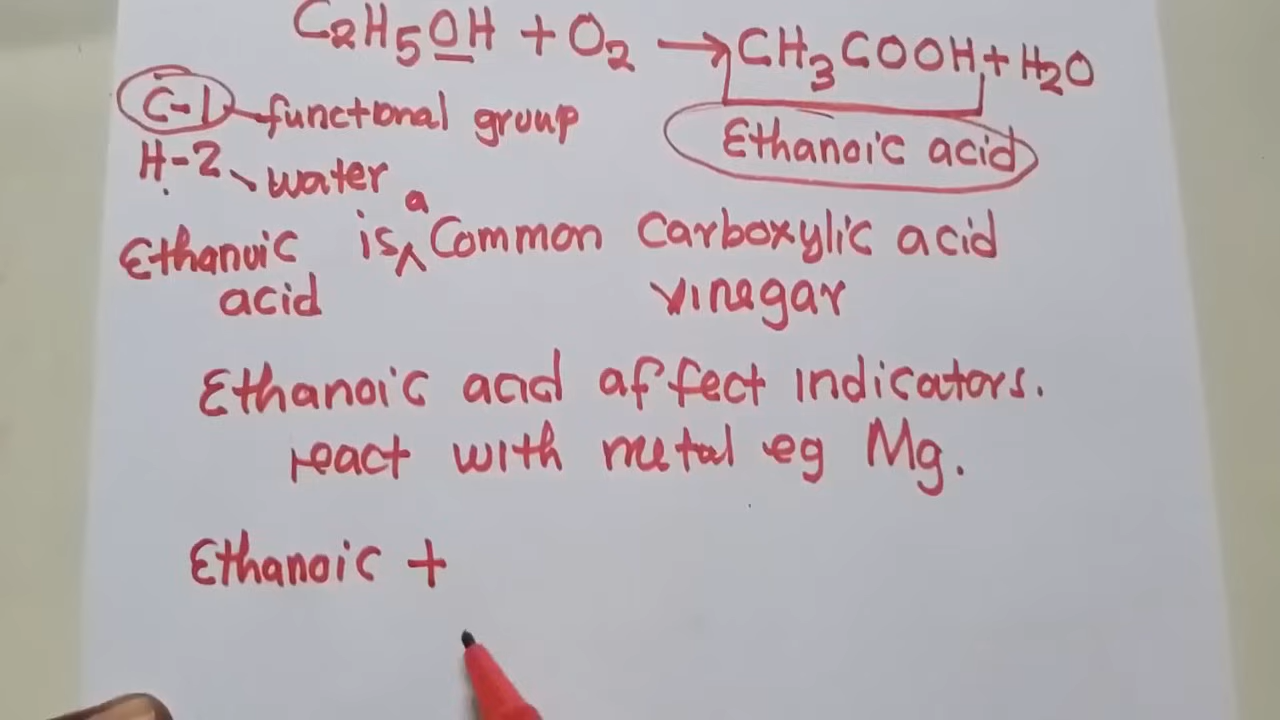 C2H5OH + O2 → CH3COOH + H2O
C-1 functional group
Ethanoic acid
H-2 water
Ethanoic acid is a Common Carboxylic acid
vinegar
Ethanoic acid affect indicators.
react with metal eg Mg.
Ethanoic +